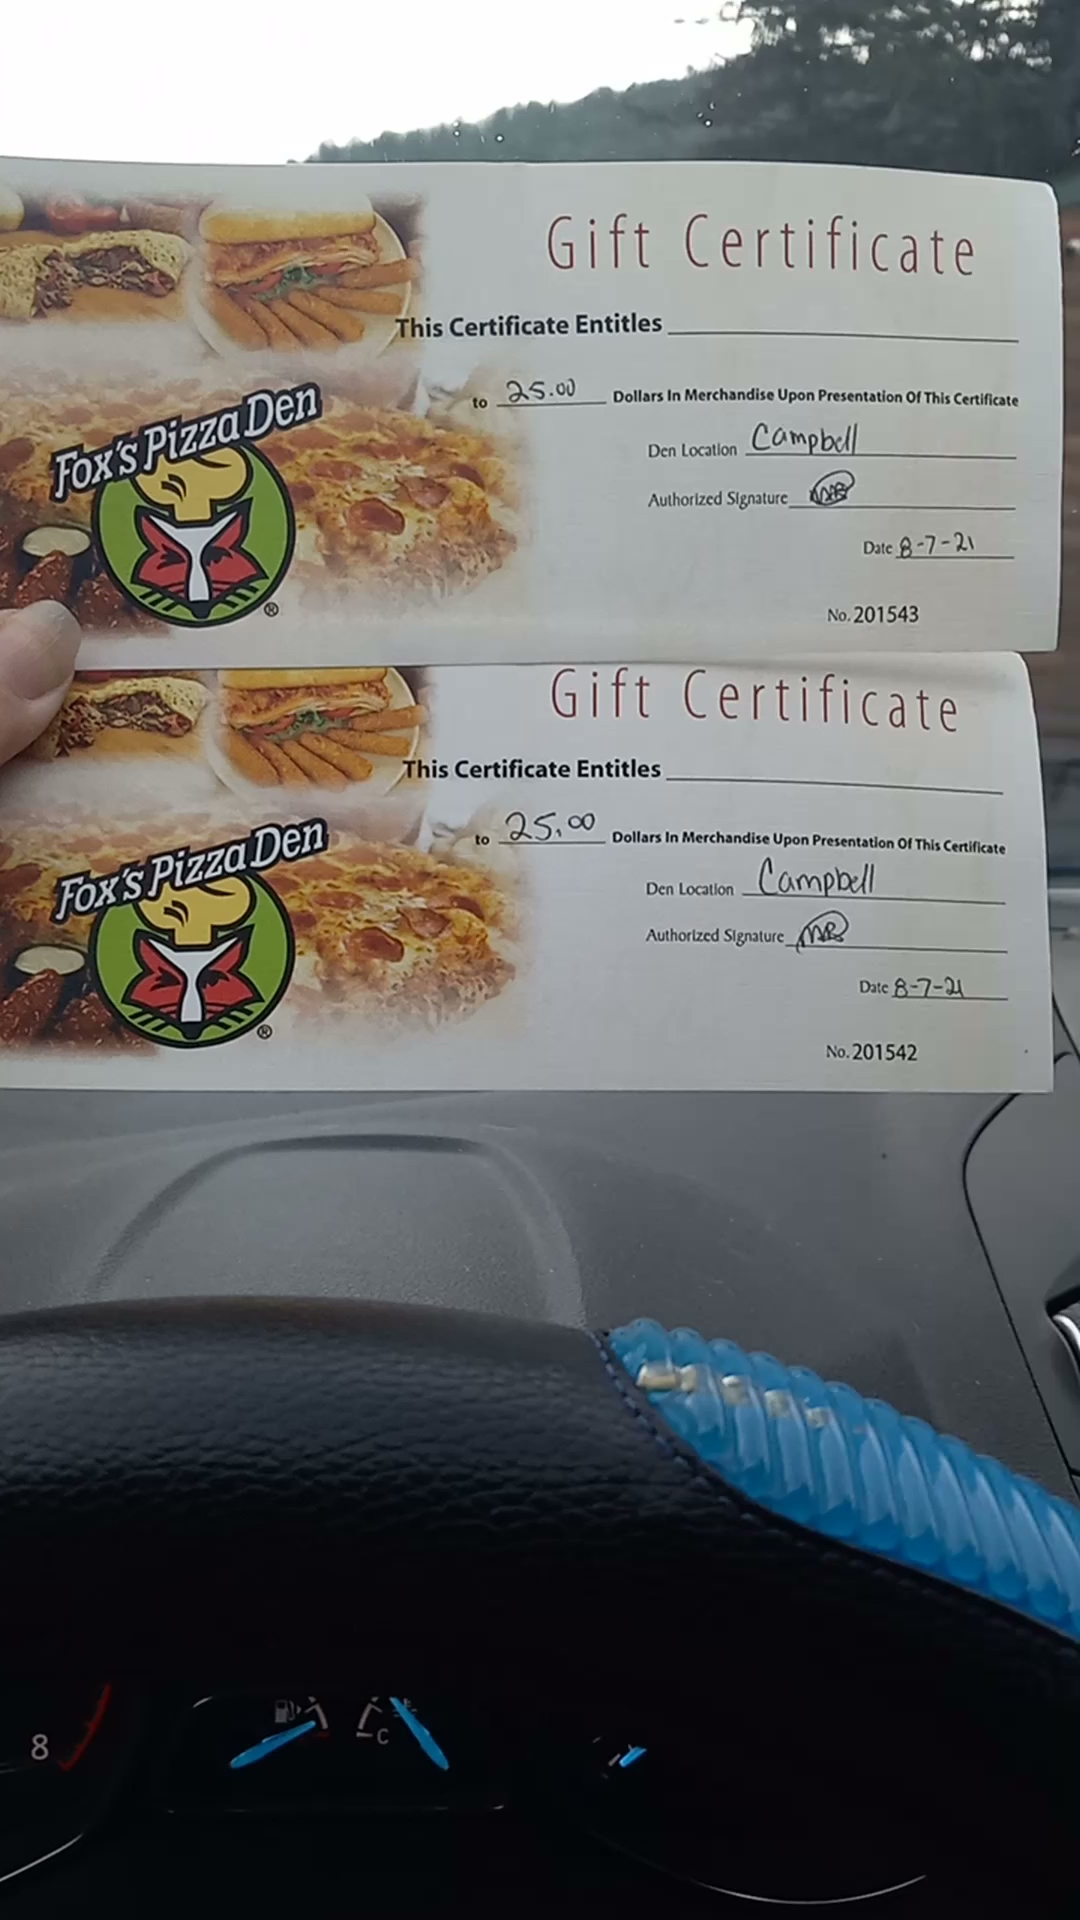 Gift Certificate
This Certificate Entitles
to 25.00 Dollars In Merchandise Upon Presentation Of This Certificate
Fox's Pizza Den
Den Location Campbell
Authorized Signature
Date 8-7-21
®
No. 201543
Gift Certificate
This Certificate Entitles
to 25.00 Dollars In Merchandise Upon Presentation Of This Certificate
Fox's Pizza Den
Den Location Campbell
Authorized Signature
Date 8-7-21
®
No. 201542
8
C